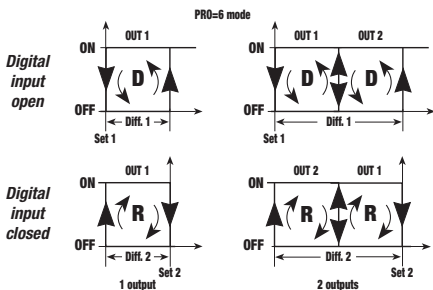 PRO=6 mode
Digital
input
open
ON
OUT 1
D
OFF
Diff. 1
Set 1
OUT 1
OUT 2
ON
D
D
OFF
Diff. 1
Set 1
Digital
input
closed
ON
OUT 1
R
OFF
Diff. 2
Set 2
1 output
ON
OUT 2
OUT 1
R
R
OFF
Diff. 2
Set 2
2 outputs